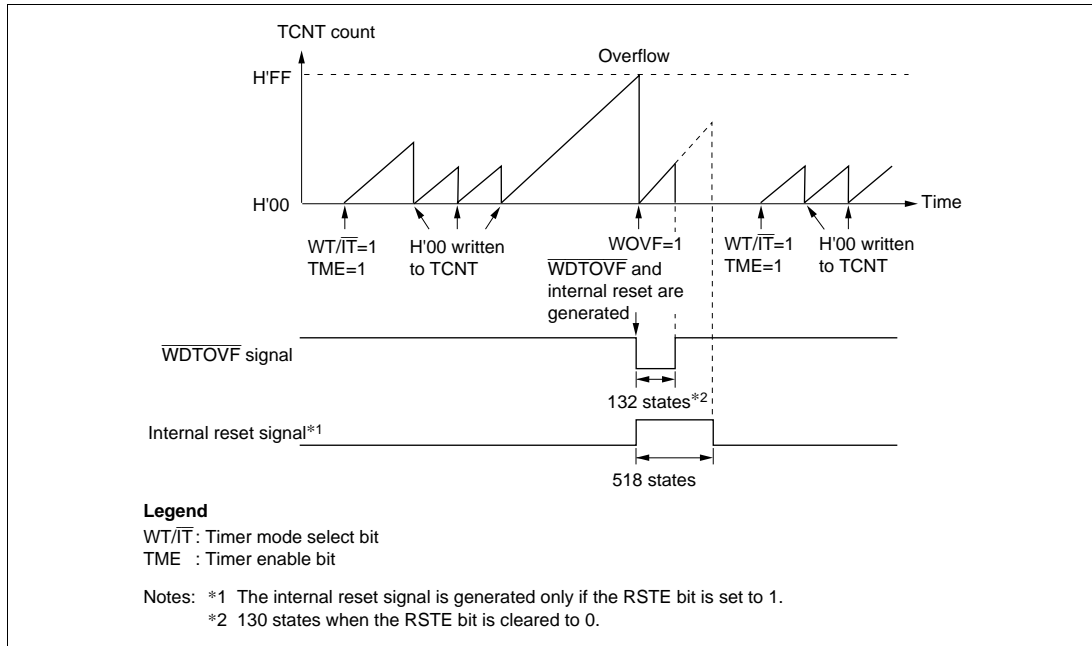 TCNT count
Overflow
H'FF
H'00
Time
WT/IT=1
TME=1
H'00 written
to TCNT
WOVF=1
WDTOVF and
internal reset are
generated
WT/IT=1
TME=1
H'00 written
to TCNT
WDTOVF signal
132 states*2
Internal reset signal*1
518 states
Legend
WT/IT : Timer mode select bit
TME : Timer enable bit
Notes: *1 The internal reset signal is generated only if the RSTE bit is set to 1.
*2 130 states when the RSTE bit is cleared to 0.